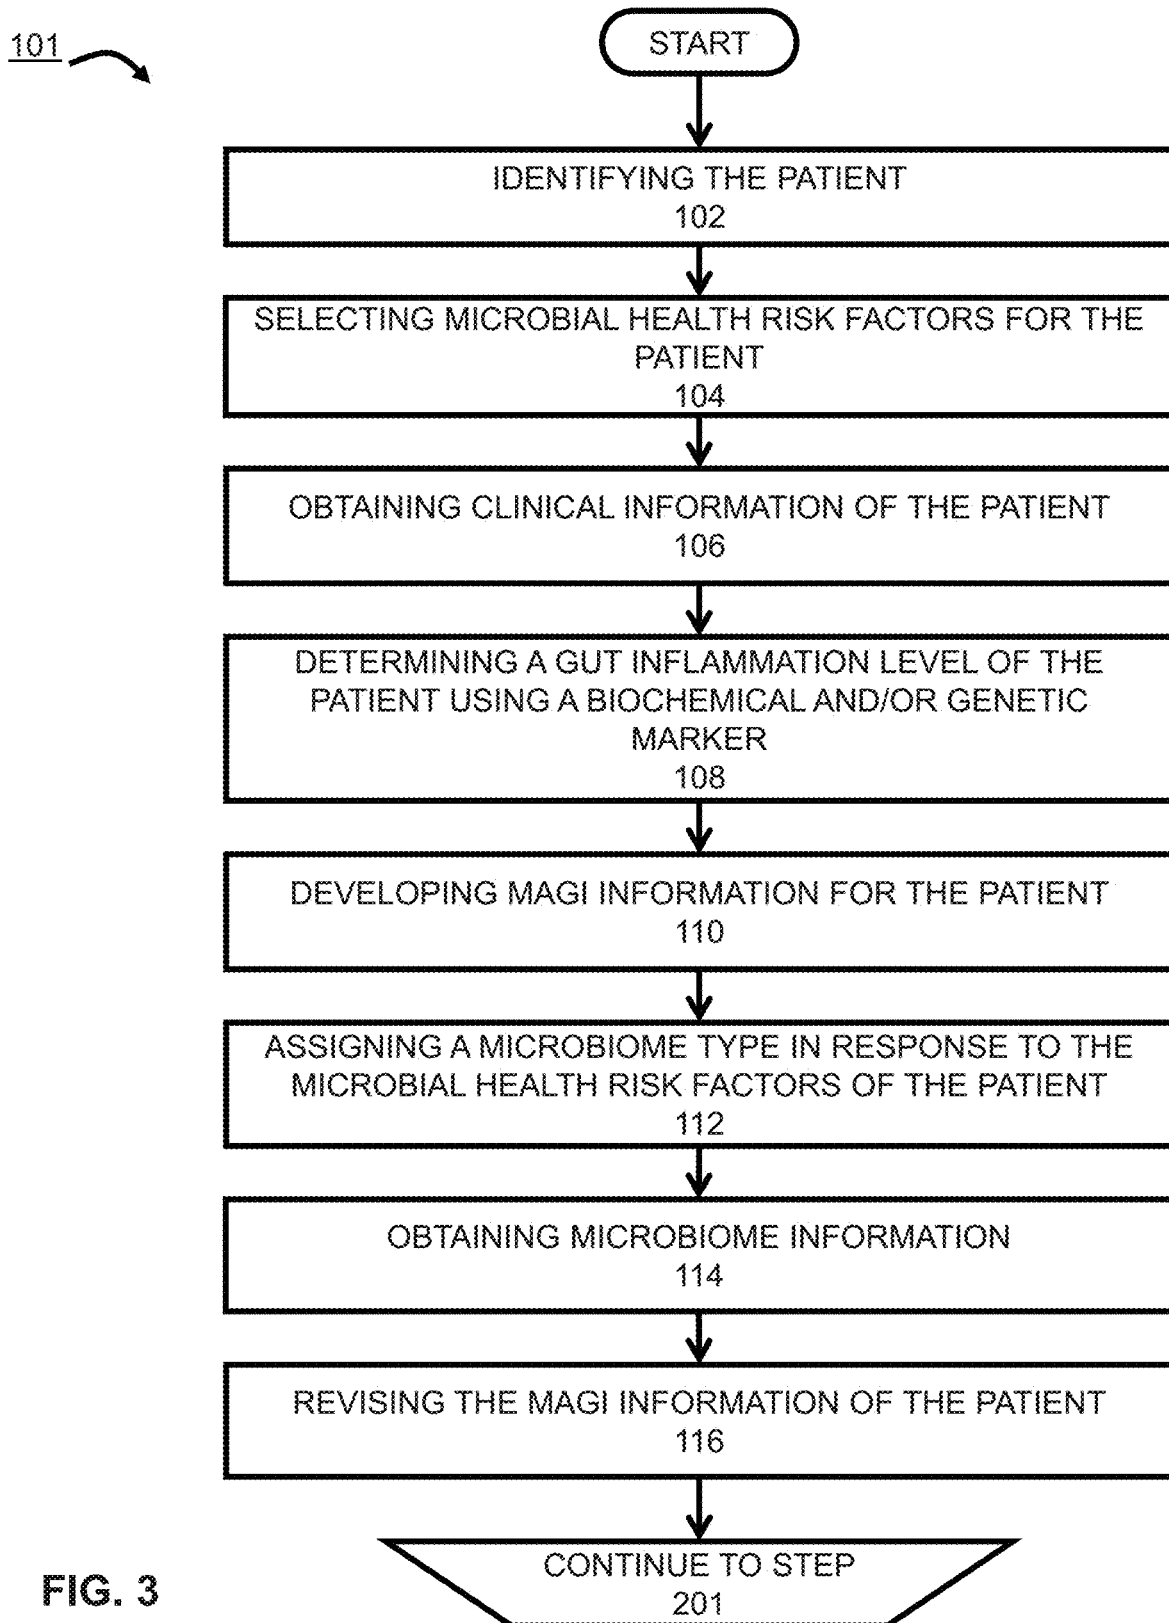 101
START
IDENTIFYING THE PATIENT
102
SELECTING MICROBIAL HEALTH RISK FACTORS FOR THE
PATIENT
104
OBTAINING CLINICAL INFORMATION OF THE PATIENT
106
DETERMINING A GUT INFLAMMATION LEVEL OF THE
PATIENT USING A BIOCHEMICAL AND/OR GENETIC
MARKER
108
DEVELOPING MAGI INFORMATION FOR THE PATIENT
110
ASSIGNING A MICROBIOME TYPE IN RESPONSE TO THE
MICROBIAL HEALTH RISK FACTORS OF THE PATIENT
112
OBTAINING MICROBIOME INFORMATION
114
REVISING THE MAGI INFORMATION OF THE PATIENT
116
CONTINUE TO STEP
201
FIG. 3